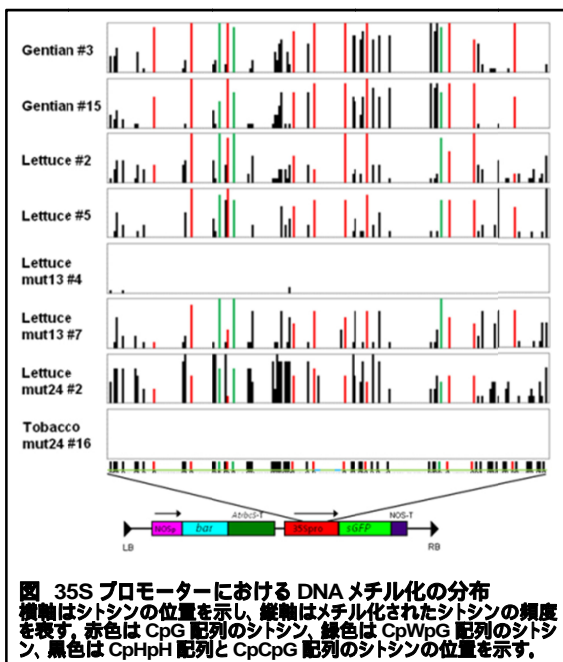 Gentian #3
Gentian #15
Lettuce #2
Lettuce #5
Lettuce
mut13 #4
Lettuce
mut13 #7
Lettuce
mut24 #2
Tobacco
mut24 #16
AtrbcS-T
NOS-T
NOSp
bar
35Spro
sGFP
LB
RB
図 35S プロモーターにおける DNA メチル化の分布
横軸はシトシンの位置を示し、縦軸はメチル化されたシトシンの頻度
を表す。赤色は CpG 配列のシトシン、緑色は CpWpG 配列のシトシ
ン、黒色は CpHpH 配列と CpCpG 配列のシトシンの位置を示す。